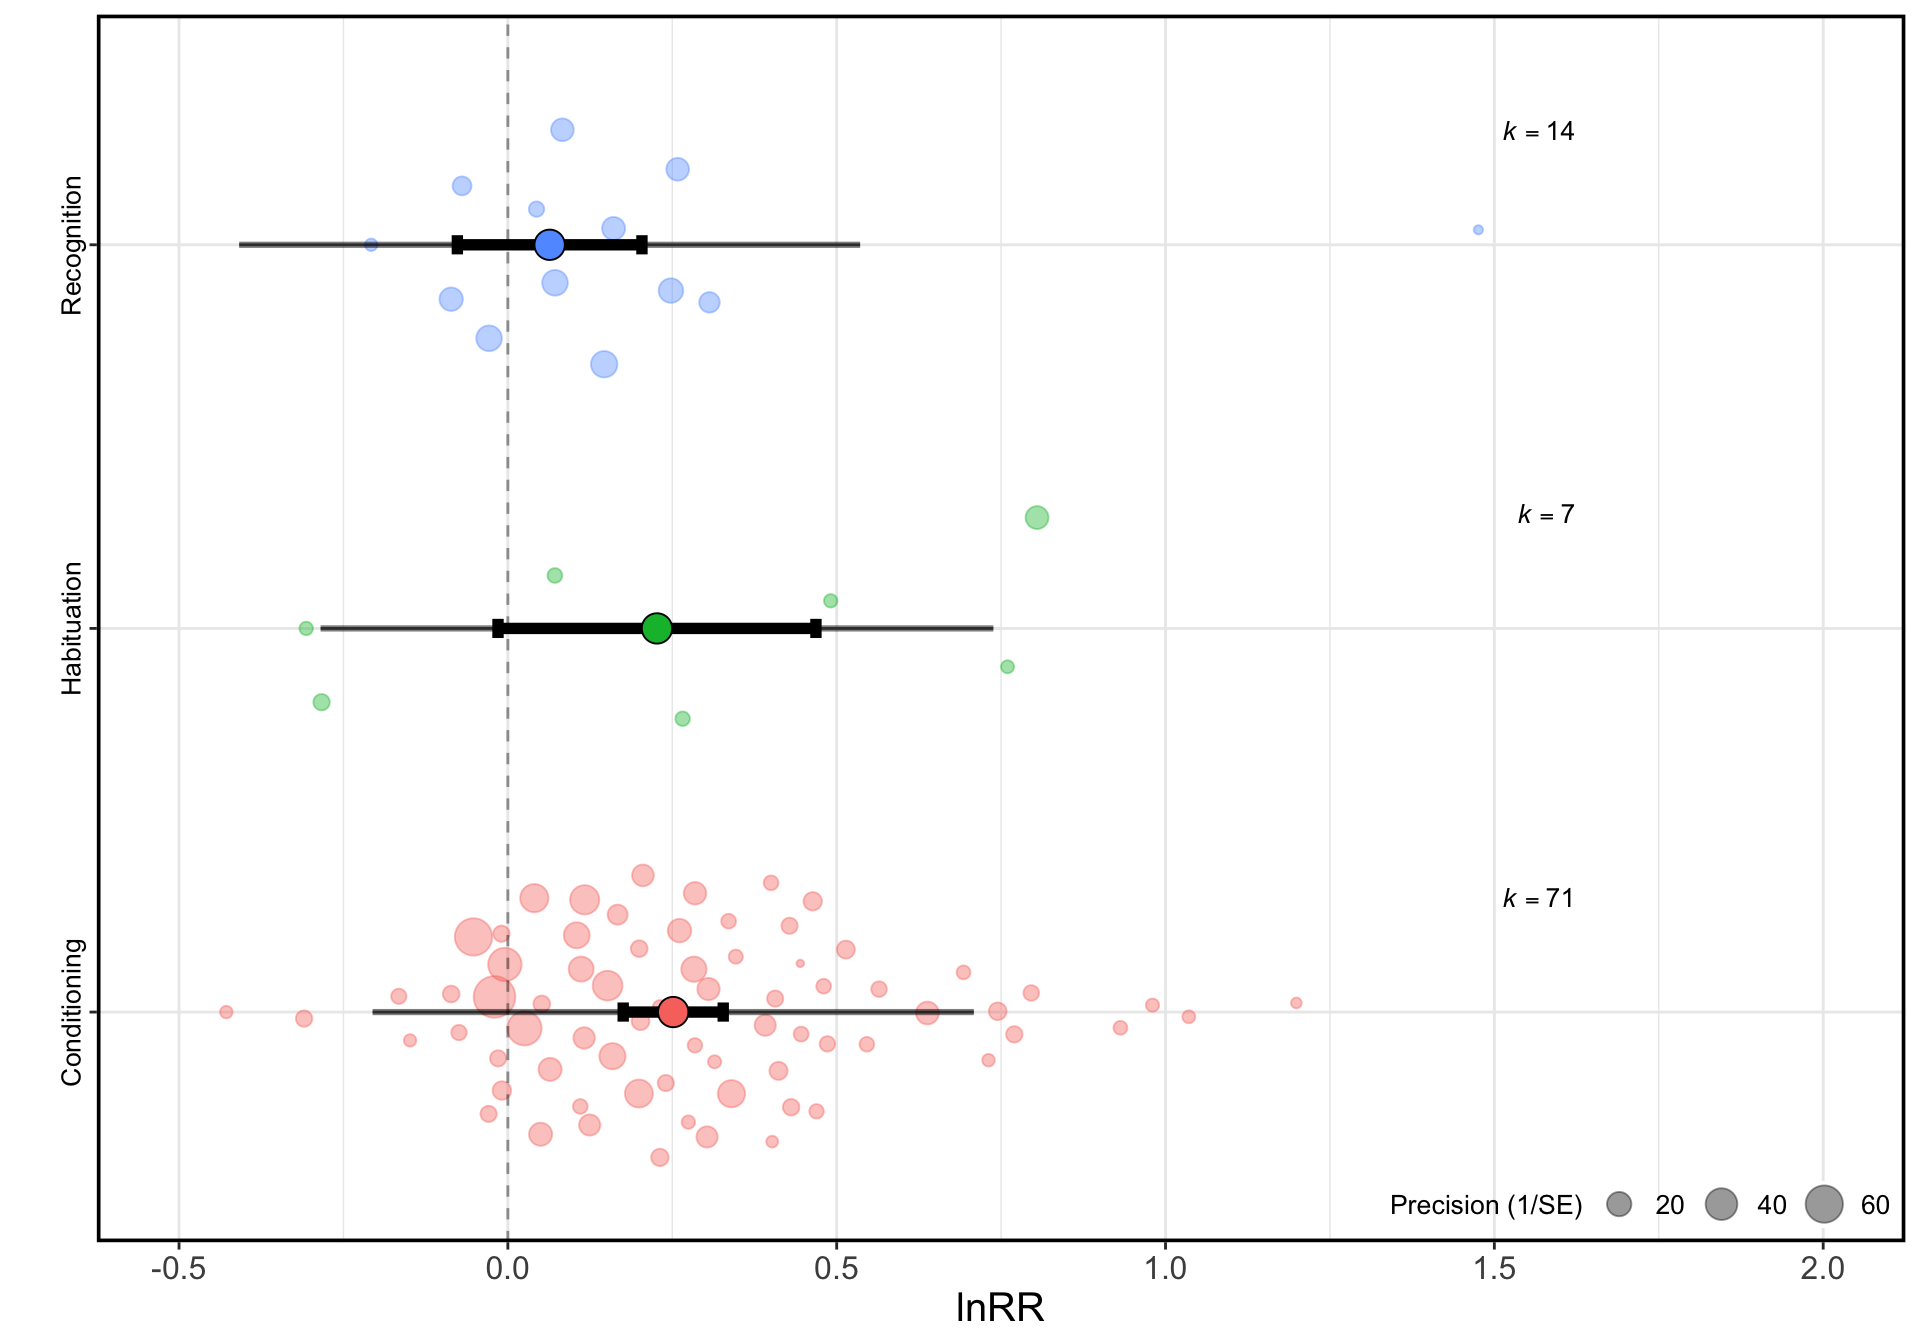 Recognition
k = 14
Habituation
k = 7
Conditioning
k = 71
Precision (1/SE) 20 40 60
-0.5 0.0 0.5 1.0 1.5 2.0
lnRR